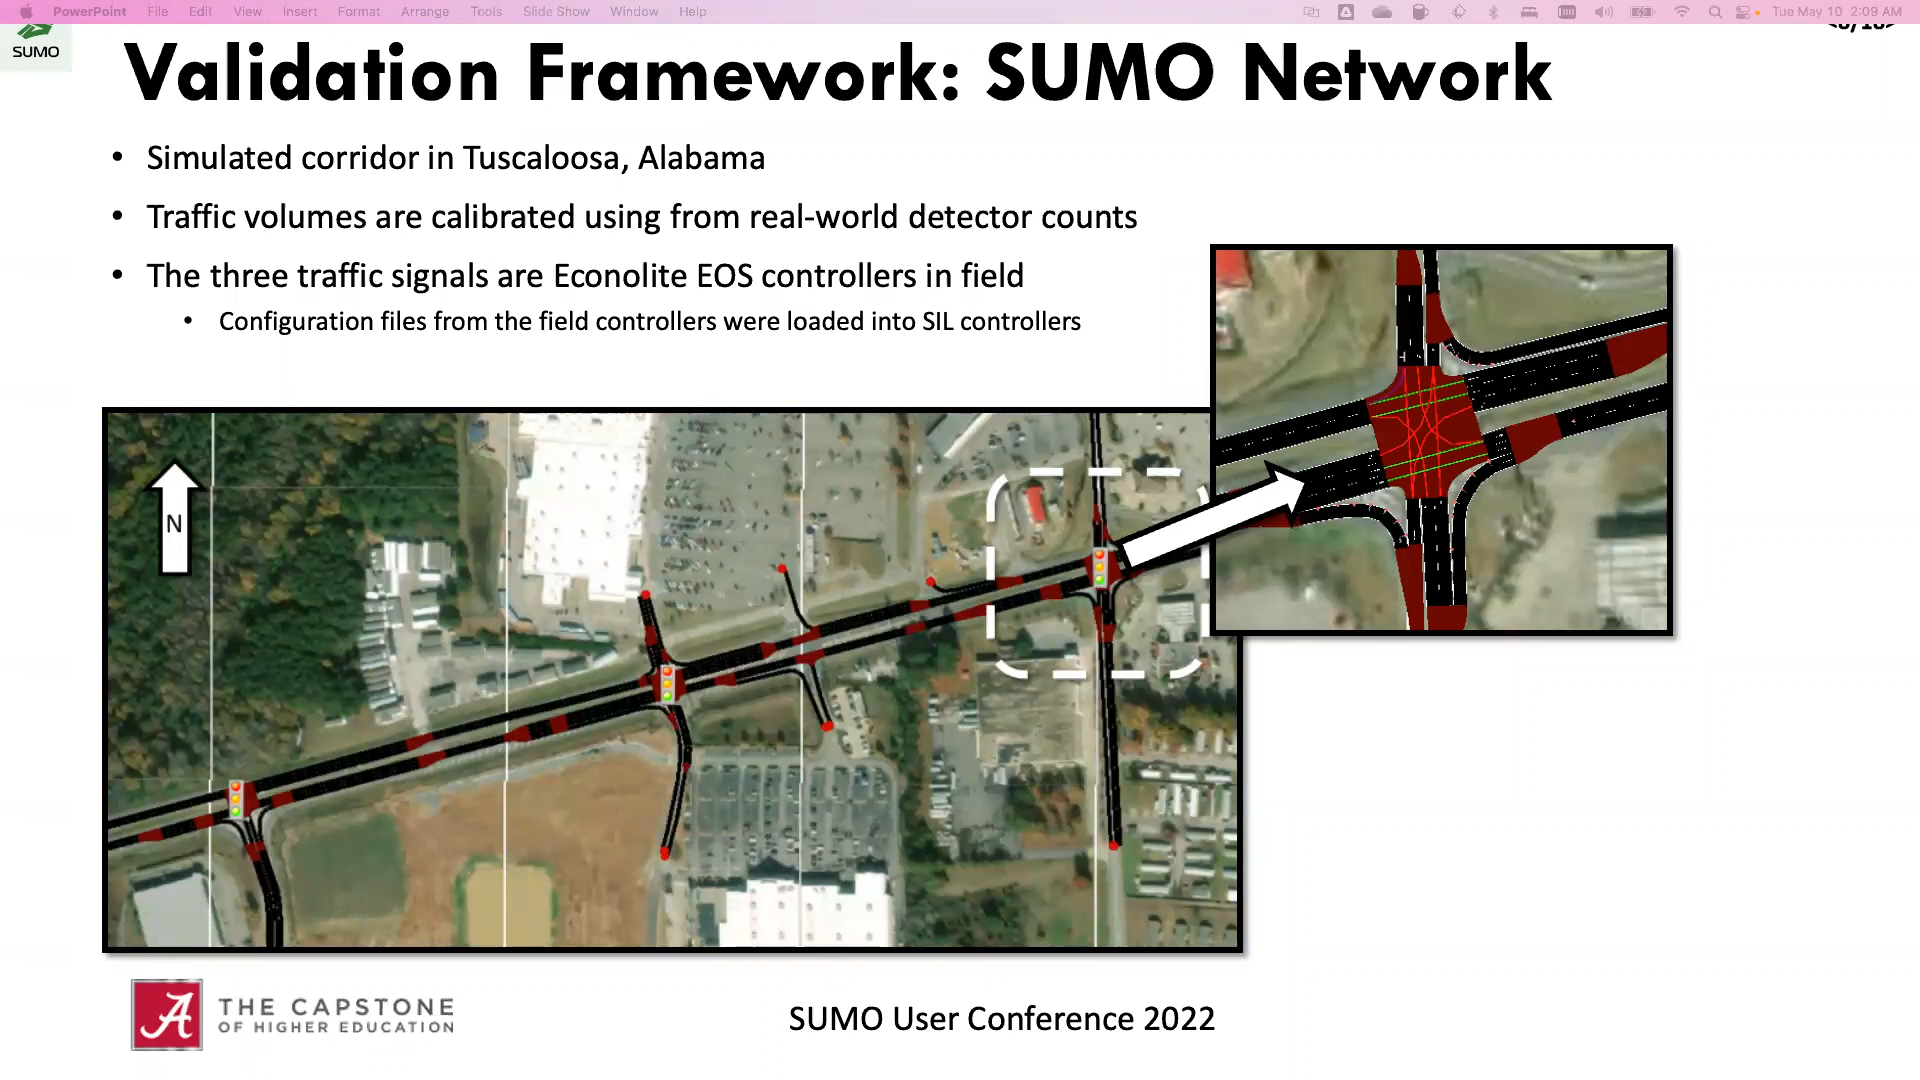 PowerPoint File Edit View Insert Format Arrange Tools Slide Show Window Help Tue May 10 2:09 AM
SUMO
Validation Framework: SUMO Network
• Simulated corridor in Tuscaloosa, Alabama
• Traffic volumes are calibrated using from real-world detector counts
• The three traffic signals are Econolite EOS controllers in field
• Configuration files from the field controllers were loaded into SIL controllers
N
A THE CAPSTONE
OF HIGHER EDUCATION
SUMO User Conference 2022